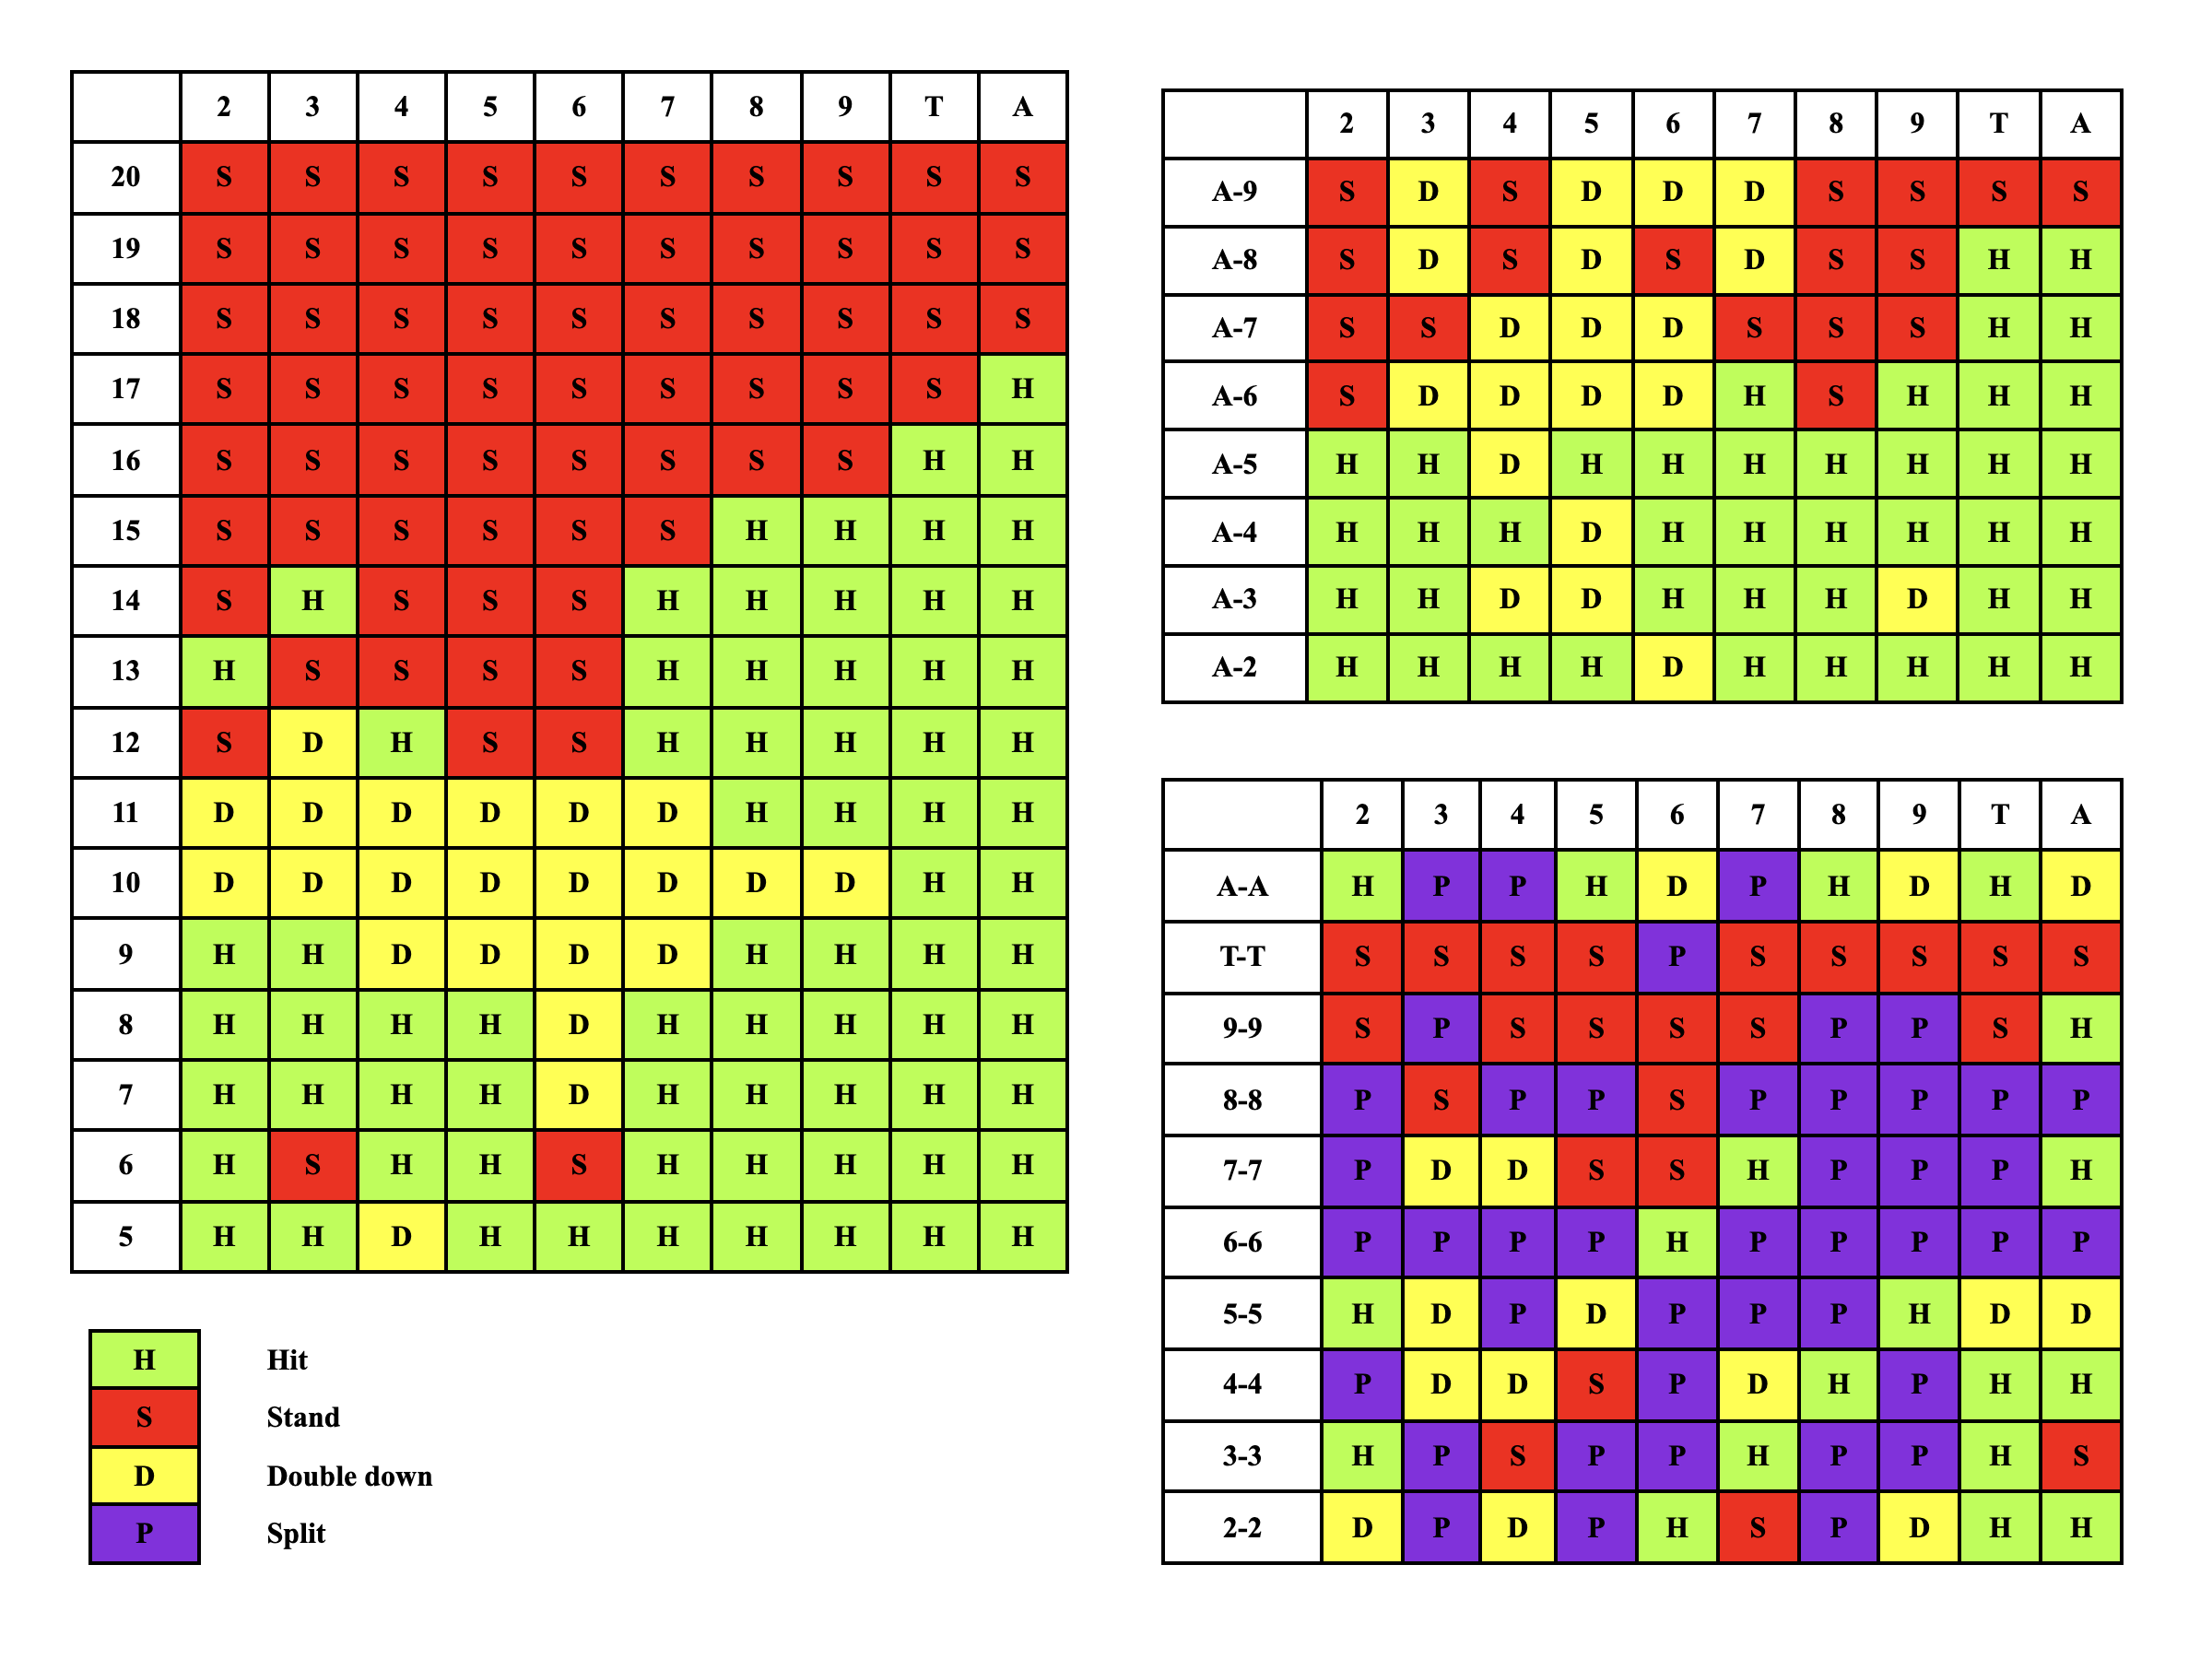 2 3 4 5 6 7 8 9 T A
20 S S S S S S S S S S
19 S S S S S S S S S S
18 S S S S S S S S S S
17 S S S S S S S S S H
16 S S S S S S S S H H
15 S S S S S S H H H H
14 S H S S S H H H H H
13 H S S S S H H H H H
12 S D H S S H H H H H
11 D D D D D D H H H H
10 D D D D D D D D H H
9 H H D D D D H H H H
8 H H H H D H H H H H
7 H H H H D H H H H H
6 H S H H S H H H H H
5 H H D H H H H H H H
H Hit
S Stand
D Double down
P Split
2 3 4 5 6 7 8 9 T A
A-9 S D S D D D S S S S
A-8 S D S D S D S S H H
A-7 S S D D D S S S H H
A-6 S D D D D H S H H H
A-5 H H D H H H H H H H
A-4 H H H D H H H H H H
A-3 H H D D H H H D H H
A-2 H H H H D H H H H H
2 3 4 5 6 7 8 9 T A
A-A H P P H D P H D H D
T-T S S S S P S S S S S
9-9 S P S S S S P P S H
8-8 P S P P S P P P P P
7-7 P D D S S H P P P H
6-6 P P P P H P P P P P
5-5 H D P D P P P H D D
4-4 P D D S P D H P H H
3-3 H P S P P H P P H S
2-2 D P D P H S P D H H